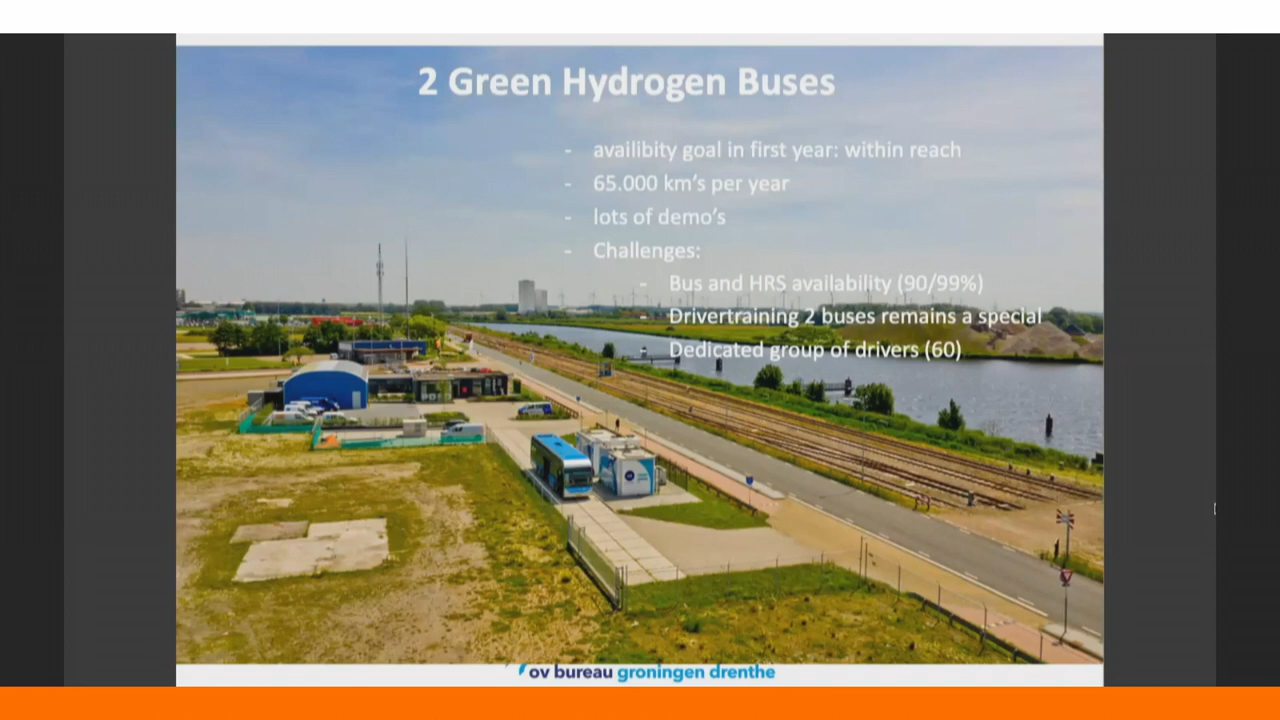 2 Green Hydrogen Buses
- availibity goal in first year: within reach
- 65.000 km's per year
- lots of demo's
- Challenges:
- Bus and HRS availability (90/99%)
Drivertraining 2 buses remains a special
Dedicated group of drivers (60)
ov bureau groningen drenthe